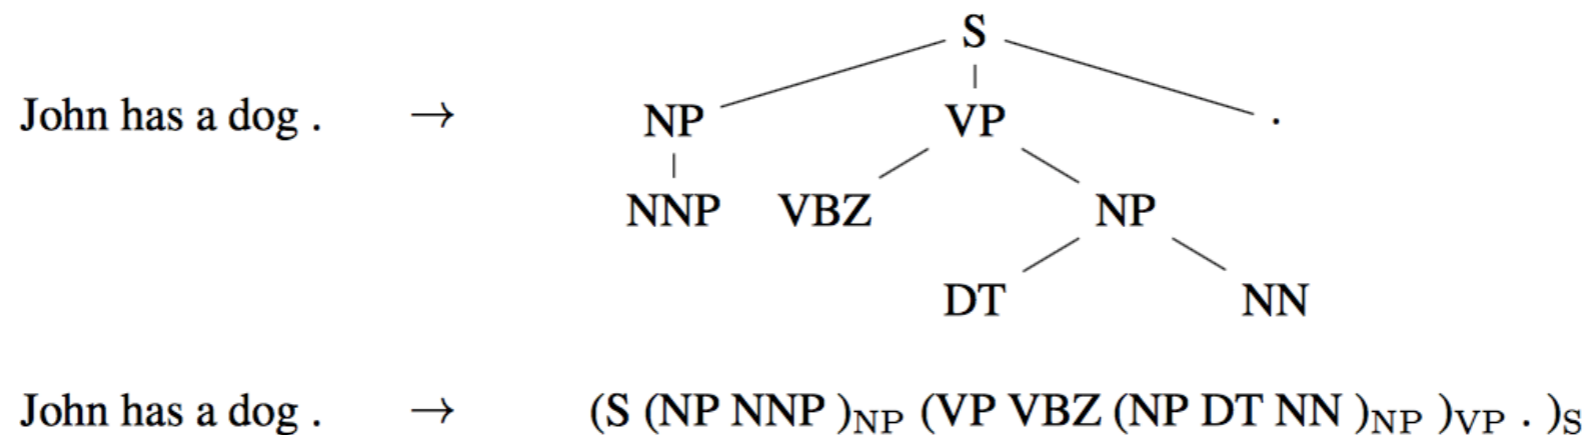 S
John has a dog . → NP VP .
NNP VBZ NP
DT NN
John has a dog . → (S (NP NNP )NP (VP VBZ (NP DT NN )NP )VP . )S